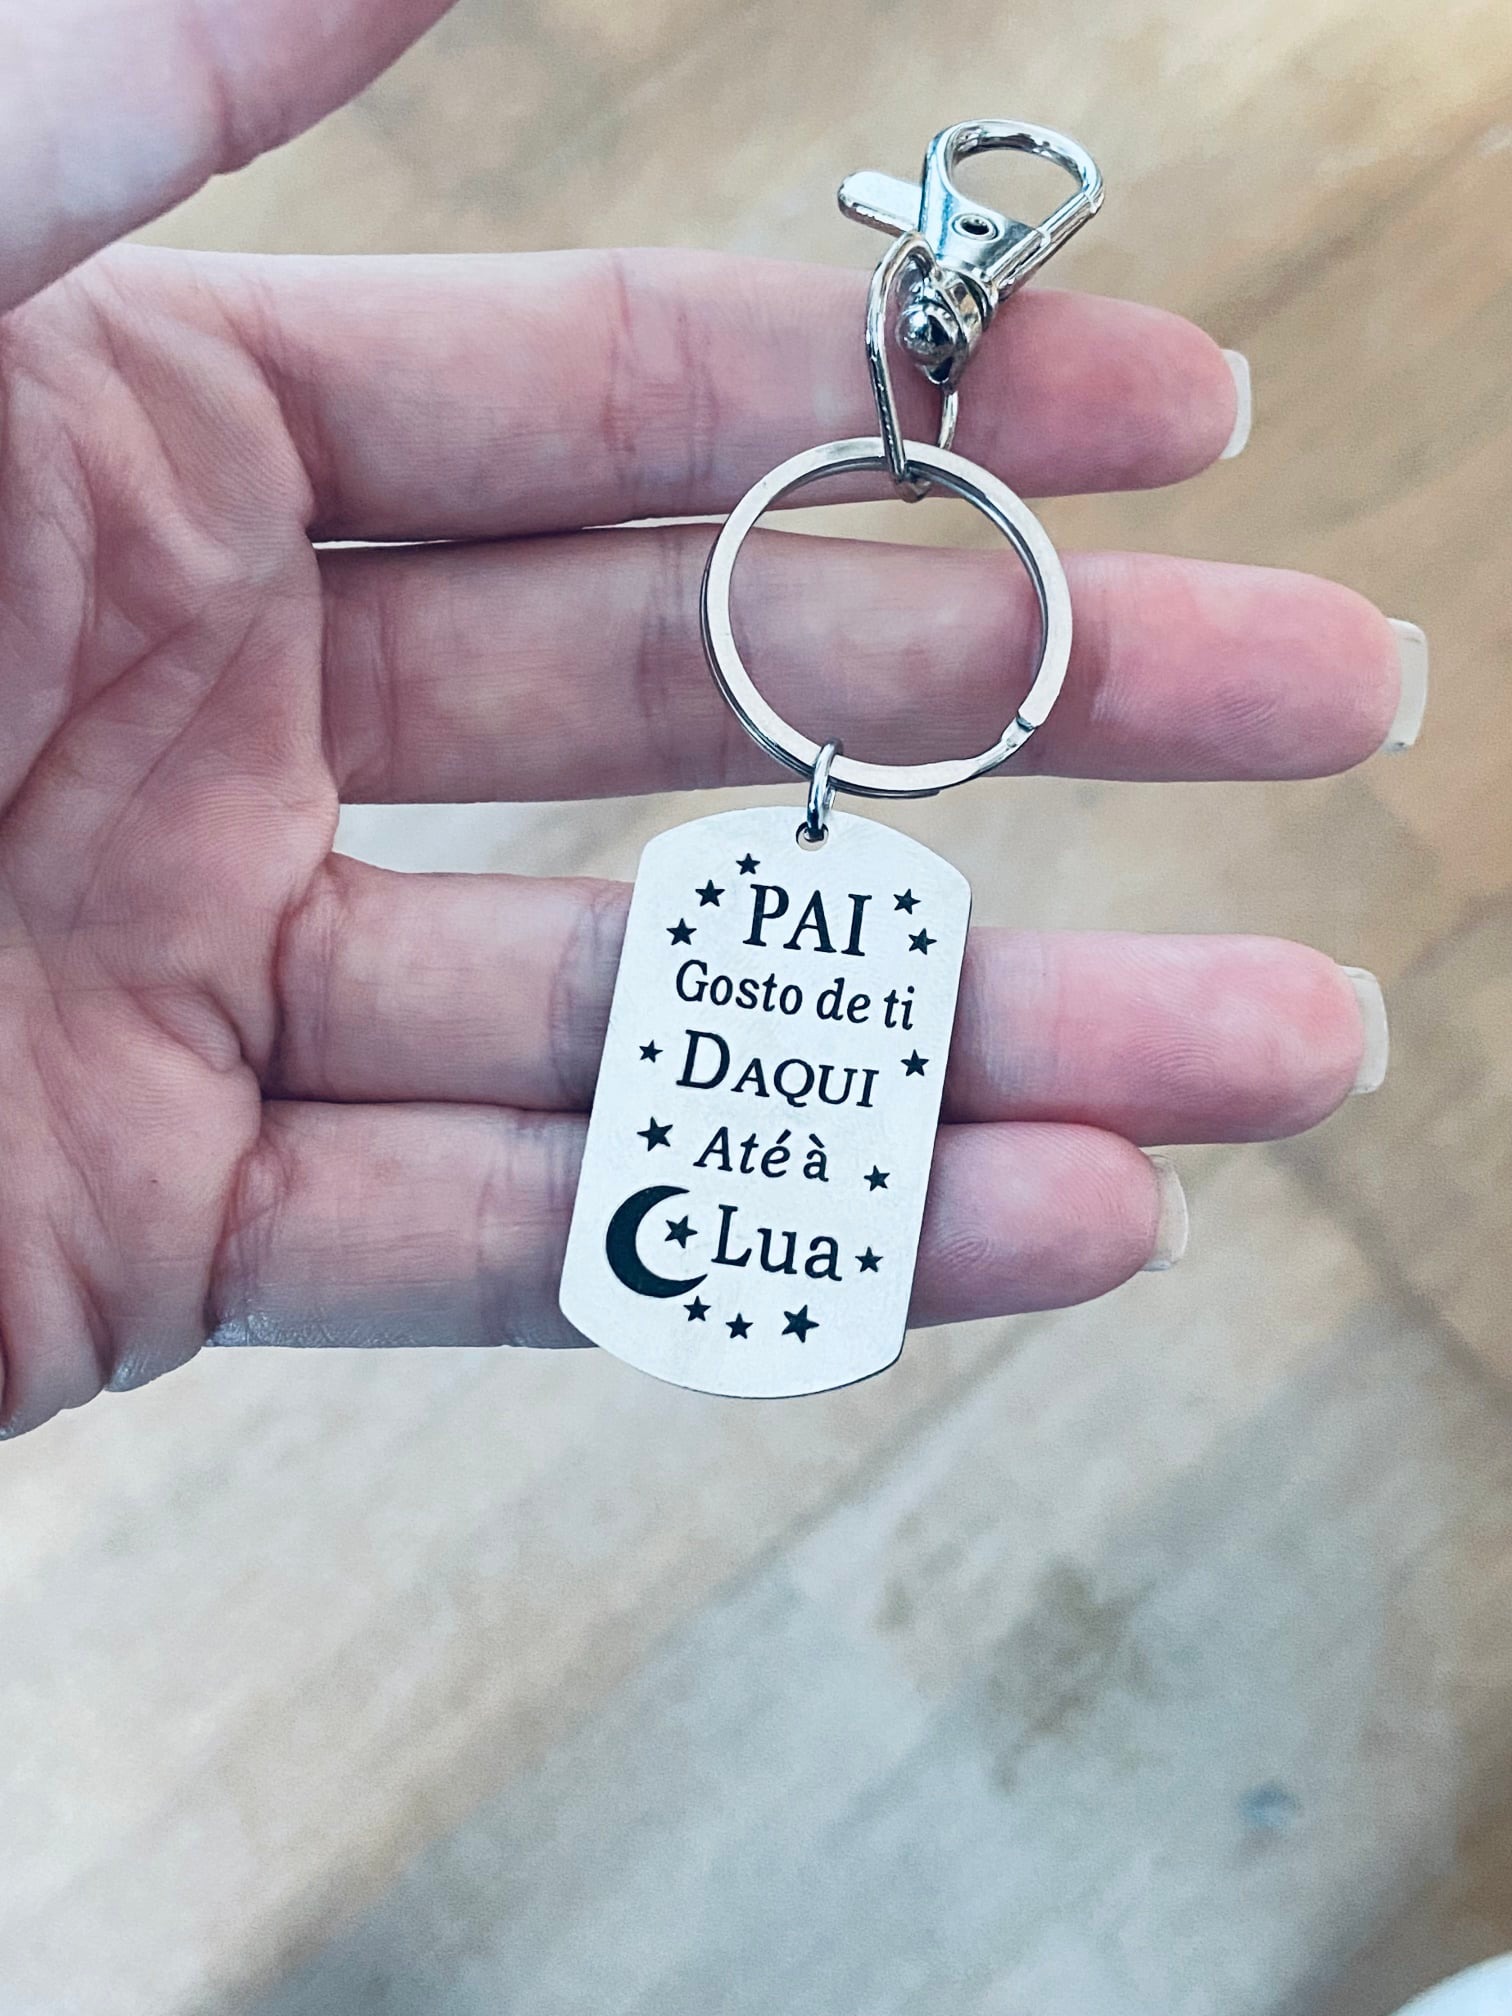 PAI
Gosto de ti
DAQUI
Até à
Lua